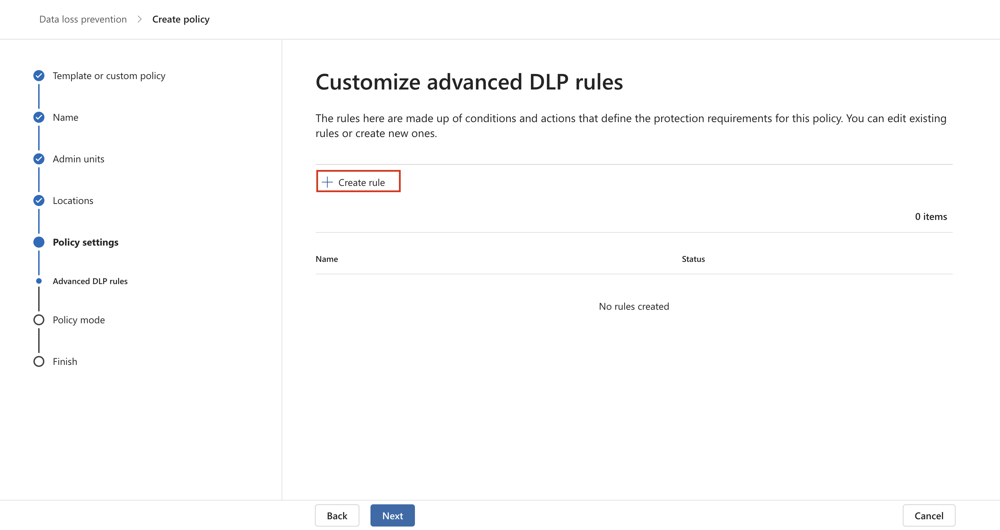 Data loss prevention > Create policy
Template or custom policy
Name
Admin units
Locations
Policy settings
Advanced DLP rules
Policy mode
Finish
Customize advanced DLP rules
The rules here are made up of conditions and actions that define the protection requirements for this policy. You can edit existing
rules or create new ones.
+ Create rule
0 items
Name Status
No rules created
Back Next Cancel